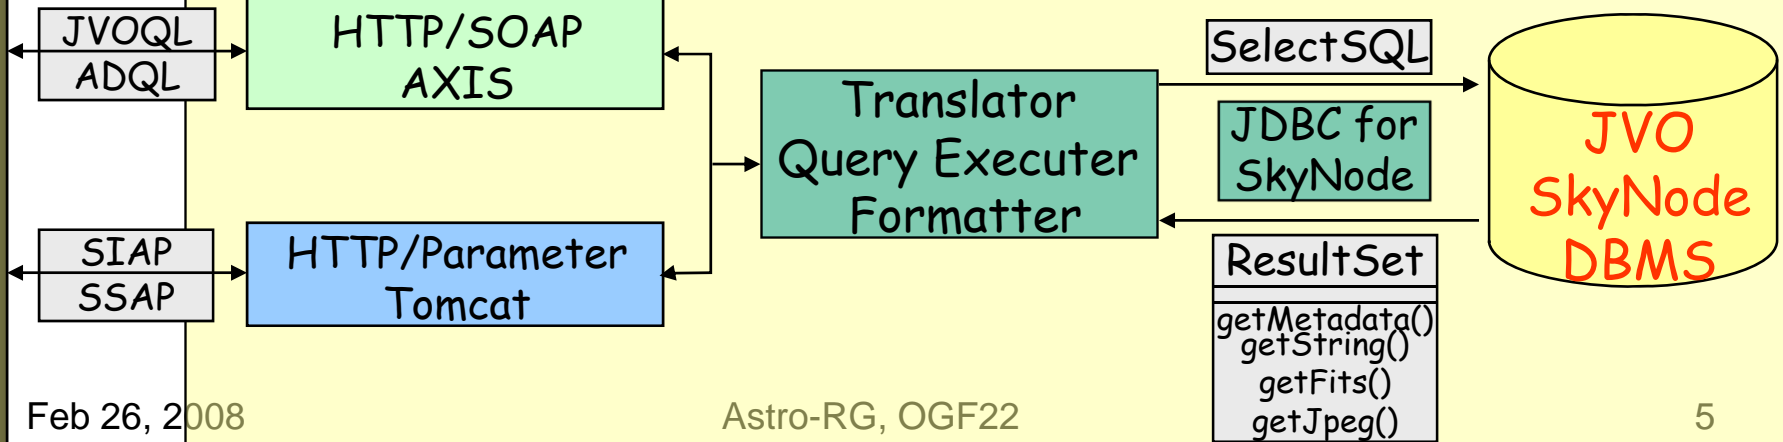 JVOQL
ADQL
HTTP/SOAP
AXIS
SIAP
SSAP
HTTP/Parameter
Tomcat
Translator
Query Executer
Formatter
SelectSQL
JDBC for
SkyNode
ResultSet
getMetadata()
getString()
getFits()
getJpeg()
JVO
SkyNode
DBMS
Feb 26, 2008
Astro-RG, OGF22
5